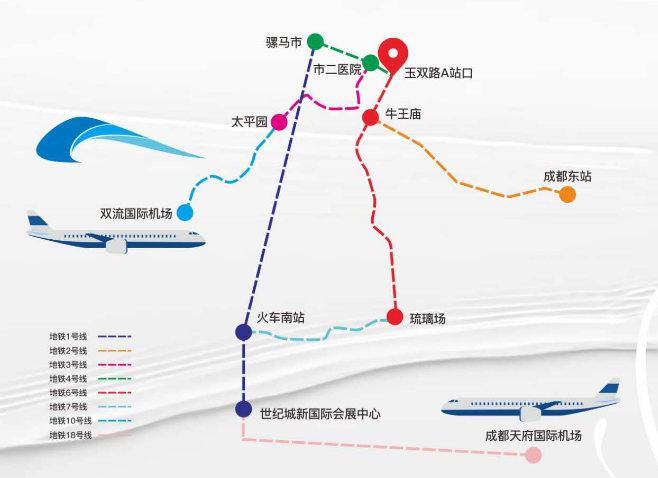 骡马市
市二医院
玉双路A站口
太平园
牛王庙
成都东站
双流国际机场
火车南站
琉璃场
地铁1号线
地铁2号线
地铁3号线
地铁4号线
地铁6号线
地铁7号线
地铁10号线
地铁18号线
世纪城新国际会展中心
成都天府国际机场